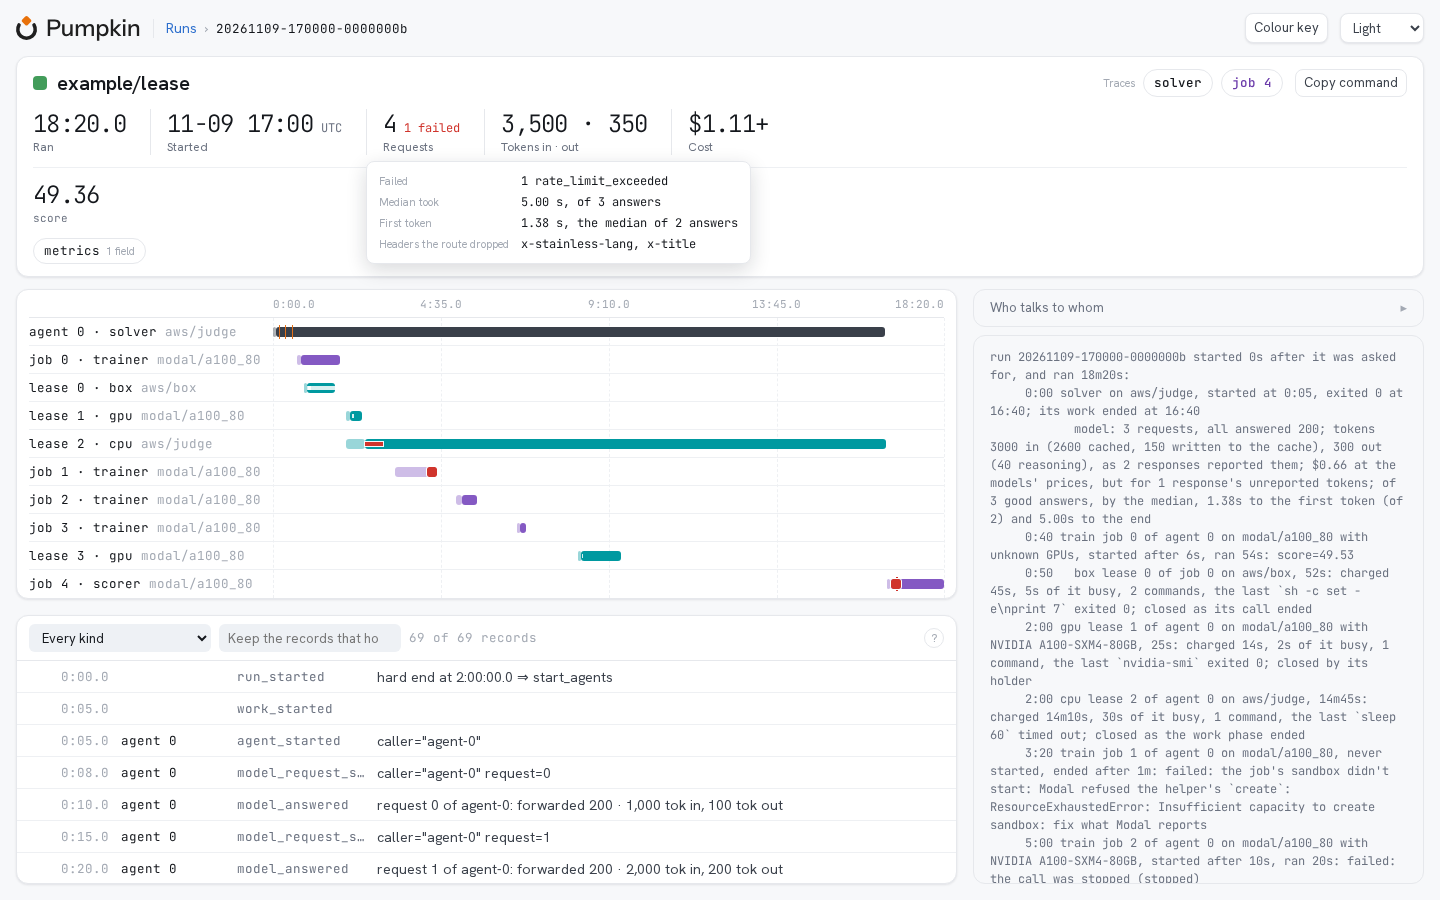 Pumpkin Runs › 20261109-170000-0000000b Colour key Light
example/lease Traces solver job 4 Copy command
18:20.0 11-09 17:00 UTC 4 1 failed 3,500 · 350 $1.11+
Ran Started Requests Tokens in · out Cost
Failed 1 rate_limit_exceeded
Median took 5.00 s, of 3 answers
First token 1.38 s, the median of 2 answers
Headers the route dropped x-stainless-lang, x-title
49.36
score
metrics 1 field
0:00.0 4:35.0 9:10.0 13:45.0 18:20.0
agent 0 · solver aws/judge
job 0 · trainer modal/a100_80
lease 0 · box aws/box
lease 1 · gpu modal/a100_80
lease 2 · cpu aws/judge
job 1 · trainer modal/a100_80
job 2 · trainer modal/a100_80
job 3 · trainer modal/a100_80
lease 3 · gpu modal/a100_80
job 4 · scorer modal/a100_80
Every kind Keep the records that ho 69 of 69 records ?
0:00.0 run_started hard end at 2:00:00.0 ⇒ start_agents
0:05.0 work_started
0:05.0 agent 0 agent_started caller="agent-0"
0:08.0 agent 0 model_request_s… caller="agent-0" request=0
0:10.0 agent 0 model_answered request 0 of agent-0: forwarded 200 · 1,000 tok in, 100 tok out
0:15.0 agent 0 model_request_s… caller="agent-0" request=1
0:20.0 agent 0 model_answered request 1 of agent-0: forwarded 200 · 2,000 tok in, 200 tok out
Who talks to whom ▸
run 20261109-170000-0000000b started 0s after it was asked
for, and ran 18m20s:
0:00 solver on aws/judge, started at 0:05, exited 0 at
16:40; its work ended at 16:40
model: 3 requests, all answered 200; tokens
3000 in (2600 cached, 150 written to the cache), 300 out
(40 reasoning), as 2 responses reported them; $0.66 at the
models' prices, but for 1 response's unreported tokens; of
3 good answers, by the median, 1.38s to the first token (of
2) and 5.00s to the end
0:40 train job 0 of agent 0 on modal/a100_80 with
unknown GPUs, started after 6s, ran 54s: score=49.53
0:50 box lease 0 of job 0 on aws/box, 52s: charged
45s, 5s of it busy, 2 commands, the last `sh -c set -
e\nprint 7` exited 0; closed as its call ended
2:00 gpu lease 1 of agent 0 on modal/a100_80 with
NVIDIA A100-SXM4-80GB, 25s: charged 14s, 2s of it busy, 1
command, the last `nvidia-smi` exited 0; closed by its
holder
2:00 cpu lease 2 of agent 0 on aws/judge, 14m45s:
charged 14m10s, 30s of it busy, 1 command, the last `sleep
60` timed out; closed as the work phase ended
3:20 train job 1 of agent 0 on modal/a100_80, never
started, ended after 1m: failed: the job's sandbox didn't
start: Modal refused the helper's `create`:
ResourceExhaustedError: Insufficient capacity to create
sandbox: fix what Modal reports
5:00 train job 2 of agent 0 on modal/a100_80 with
NVIDIA A100-SXM4-80GB, started after 10s, ran 20s: failed:
the call was stopped (stopped)